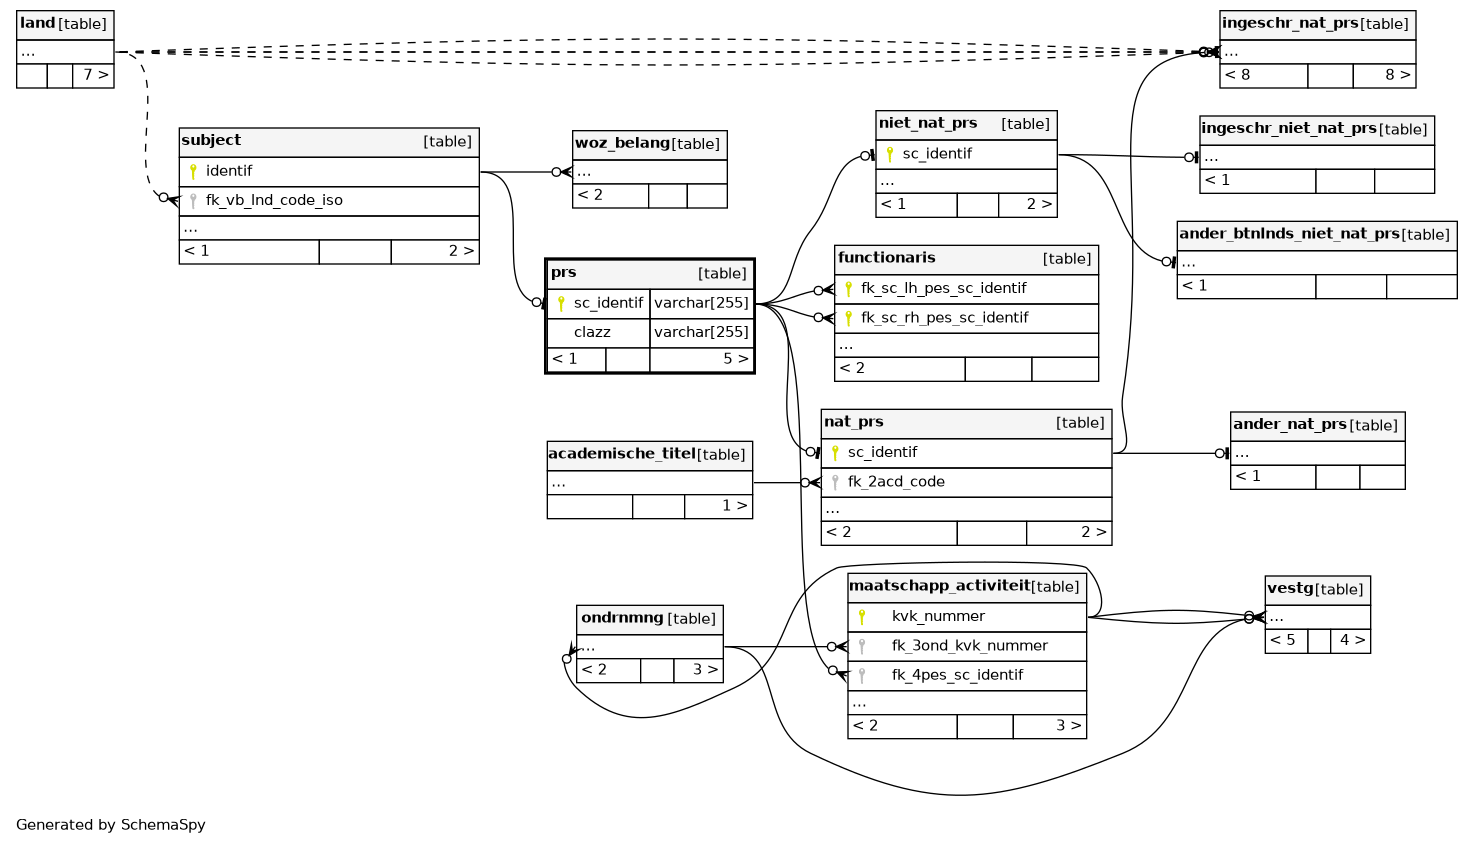 land [table]
...
7 >
ingeschr_nat_prs [table]
...
< 8 8 >
subject [table]
identif
fk_vb_lnd_code_iso
...
< 1 2 >
woz_belang [table]
...
< 2
niet_nat_prs [table]
sc_identif
...
< 1 2 >
ingeschr_niet_nat_prs [table]
...
< 1
ander_btnlnds_niet_nat_prs [table]
...
< 1
prs [table]
sc_identif varchar[255]
clazz varchar[255]
< 1 5 >
functionaris [table]
fk_sc_lh_pes_sc_identif
fk_sc_rh_pes_sc_identif
...
< 2
nat_prs [table]
sc_identif
fk_2acd_code
...
< 2 2 >
ander_nat_prs [table]
...
< 1
academische_titel [table]
...
1 >
ondrnmng [table]
...
< 2 3 >
maatschapp_activiteit [table]
kvk_nummer
fk_3ond_kvk_nummer
fk_4pes_sc_identif
...
< 2 3 >
vestg [table]
...
< 5 4 >
Generated by SchemaSpy